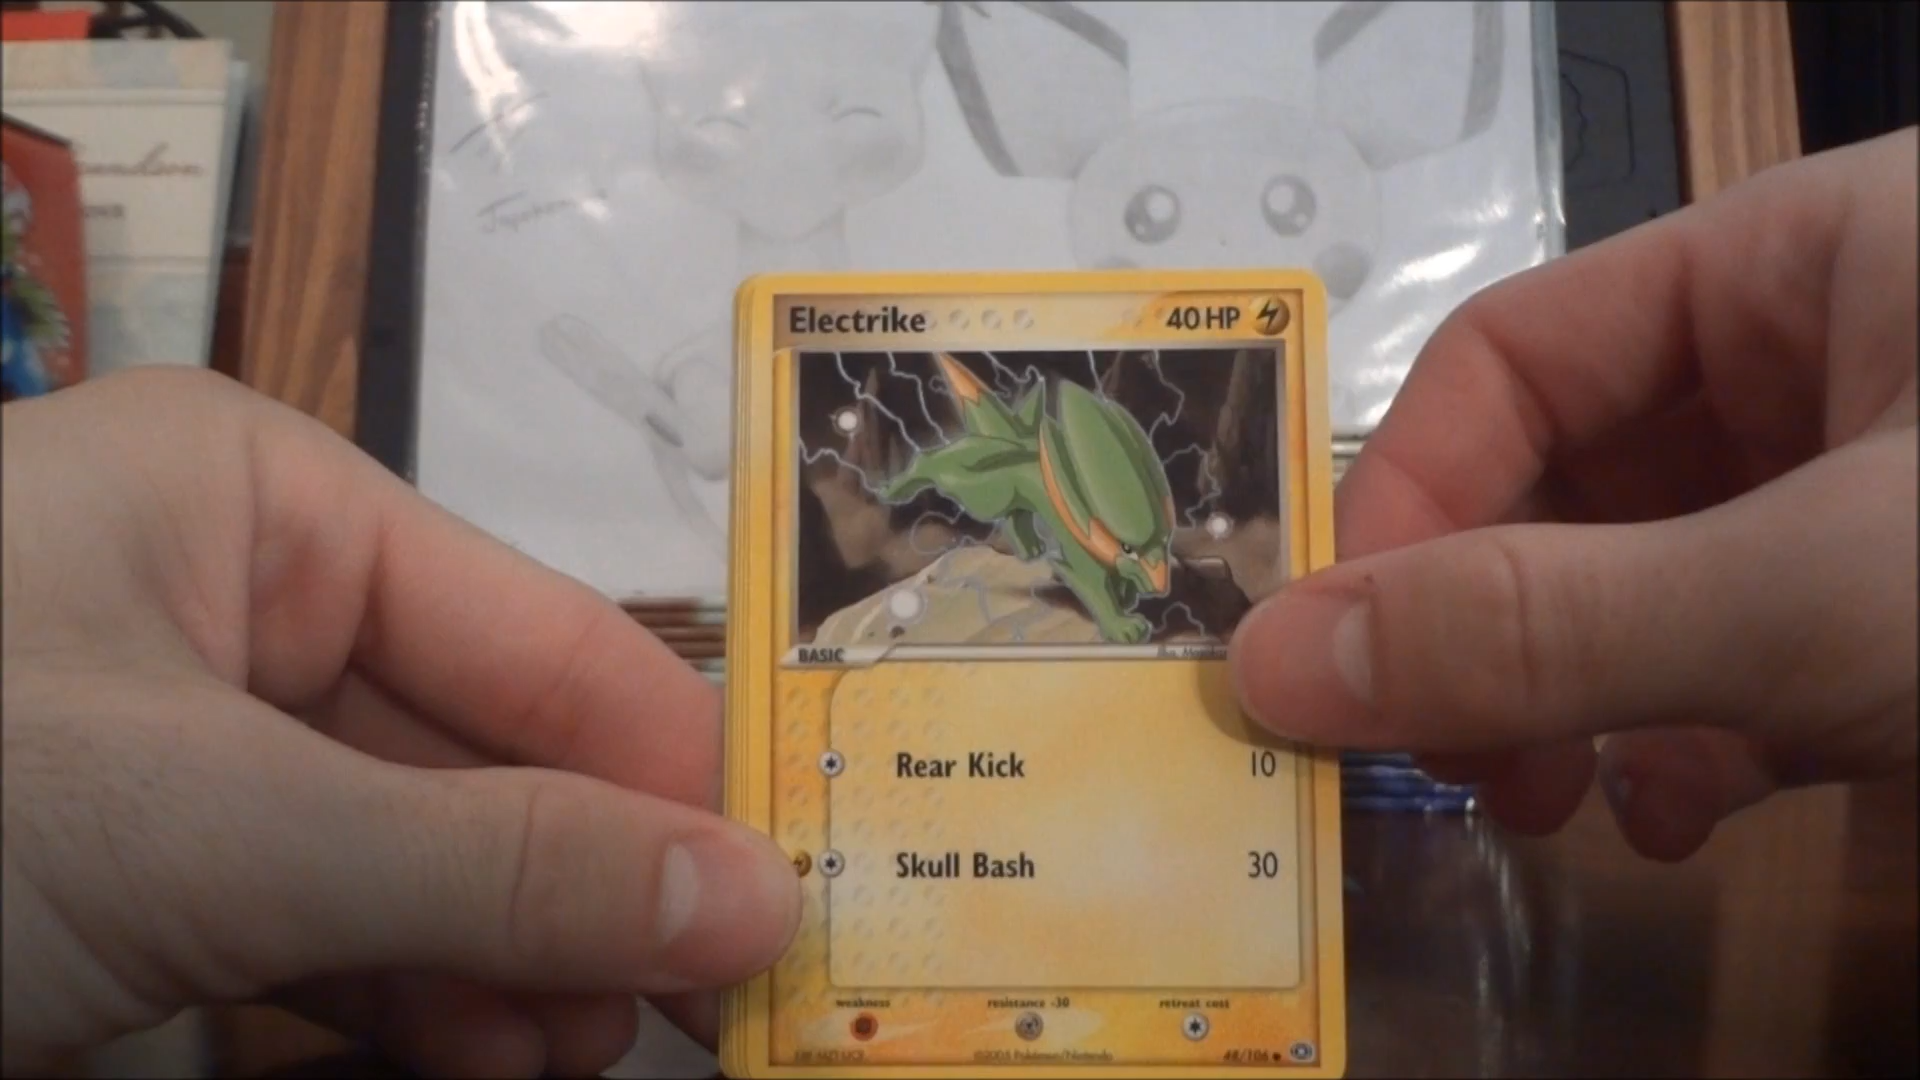 Electrike 40 HP
BASIC
Rear Kick 10
Skull Bash 30
weakness resistance -30 retreat cost
©2005 Pokémon/Nintendo 48/106